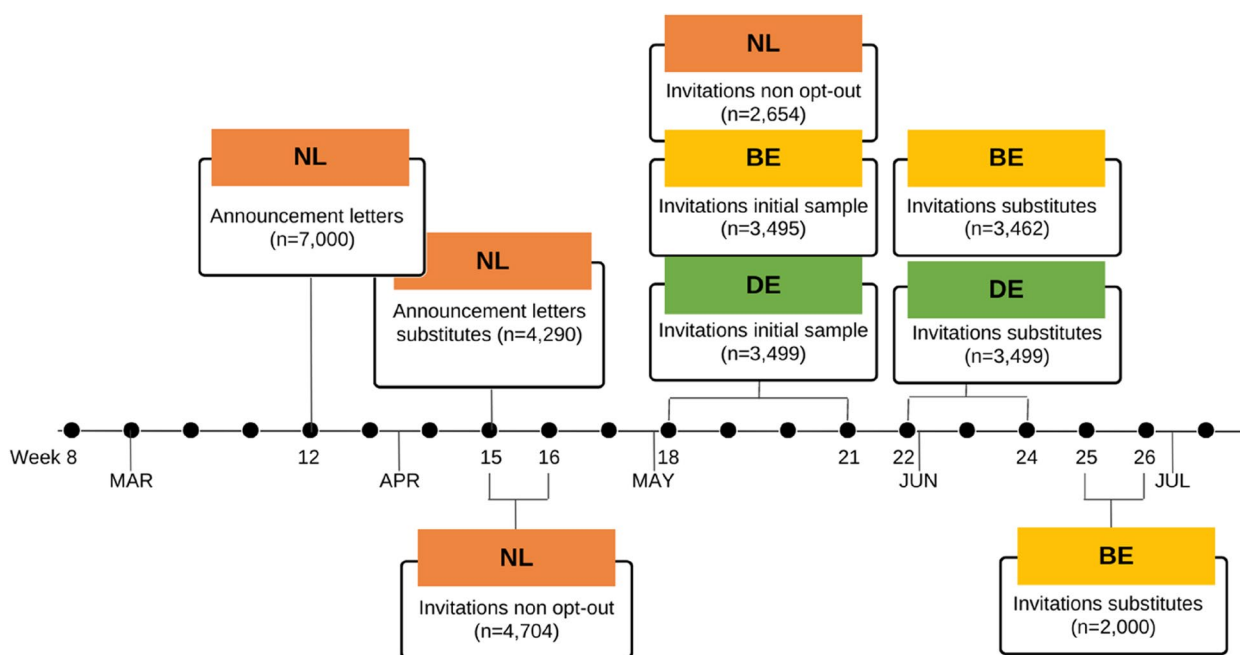 NL
Invitations non opt-out
(n=2,654)
NL
Announcement letters
(n=7,000)
BE
Invitations initial sample
(n=3,495)
BE
Invitations substitutes
(n=3,462)
NL
Announcement letters
substitutes (n=4,290)
DE
Invitations initial sample
(n=3,499)
DE
Invitations substitutes
(n=3,499)
Week 8 12 15 16 18 21 22 24 25 26
MAR APR MAY JUN JUL
NL
Invitations non opt-out
(n=4,704)
BE
Invitations substitutes
(n=2,000)